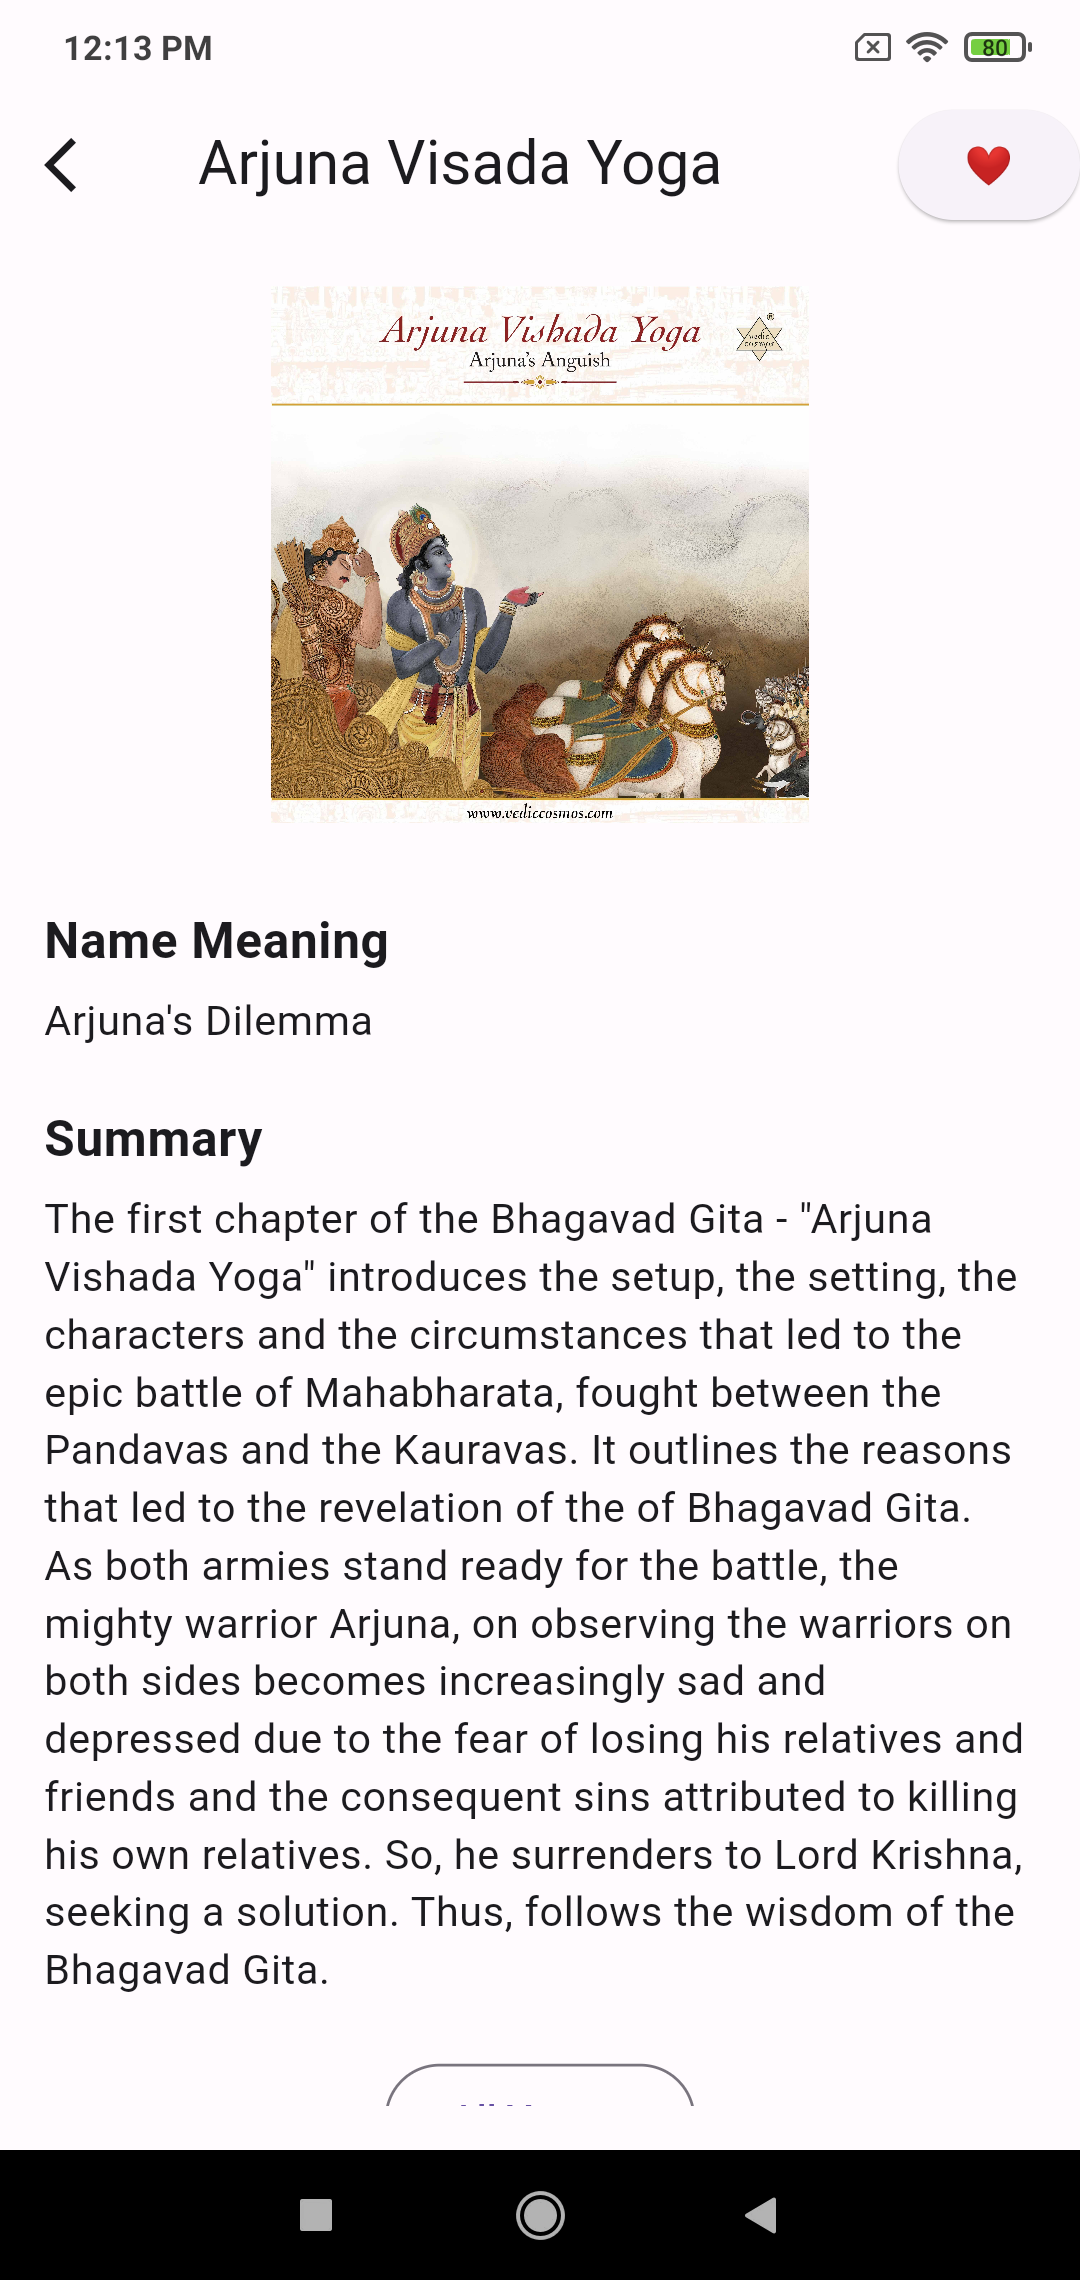 12:13 PM
80
Arjuna Visada Yoga
Arjuna Vishada Yoga
®
vedic
cosmos
Arjuna's Anguish
www.vediccosmos.com
Name Meaning
Arjuna's Dilemma
Summary
The first chapter of the Bhagavad Gita - "Arjuna
Vishada Yoga" introduces the setup, the setting, the
characters and the circumstances that led to the
epic battle of Mahabharata, fought between the
Pandavas and the Kauravas. It outlines the reasons
that led to the revelation of the of Bhagavad Gita.
As both armies stand ready for the battle, the
mighty warrior Arjuna, on observing the warriors on
both sides becomes increasingly sad and
depressed due to the fear of losing his relatives and
friends and the consequent sins attributed to killing
his own relatives. So, he surrenders to Lord Krishna,
seeking a solution. Thus, follows the wisdom of the
Bhagavad Gita.